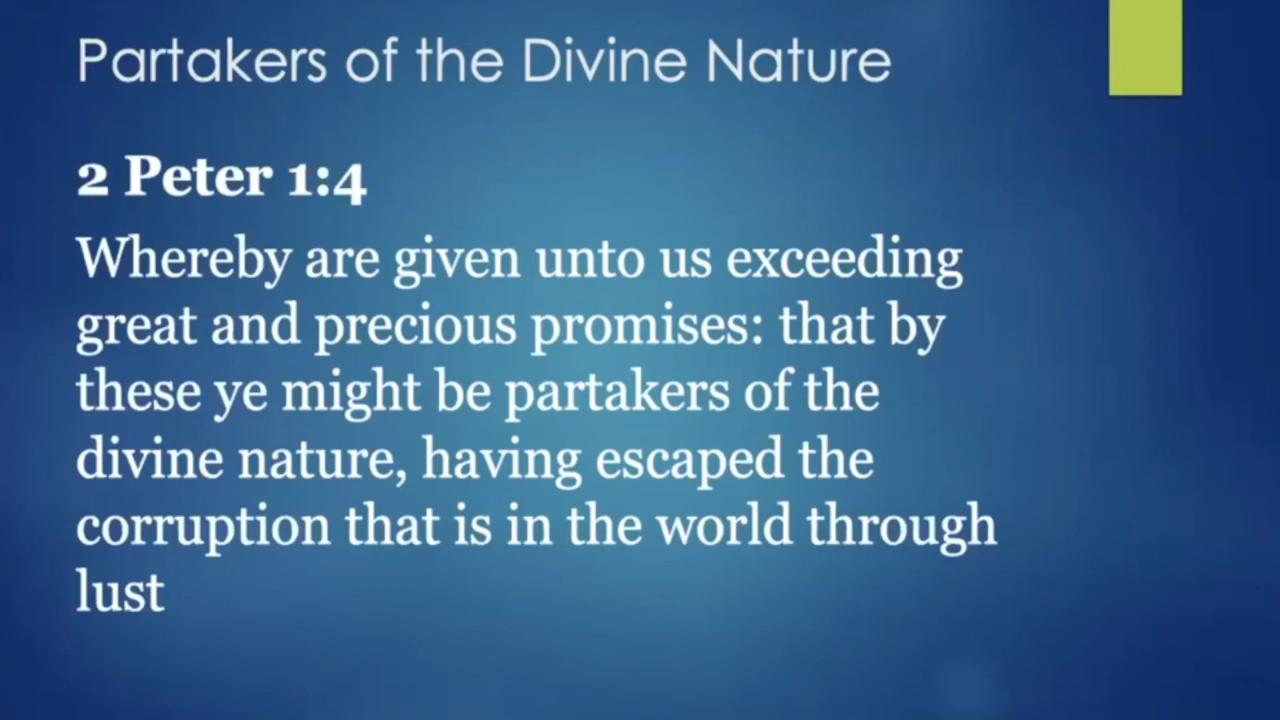 Partakers of the Divine Nature
2 Peter 1:4
Whereby are given unto us exceeding
great and precious promises: that by
these ye might be partakers of the
divine nature, having escaped the
corruption that is in the world through
lust